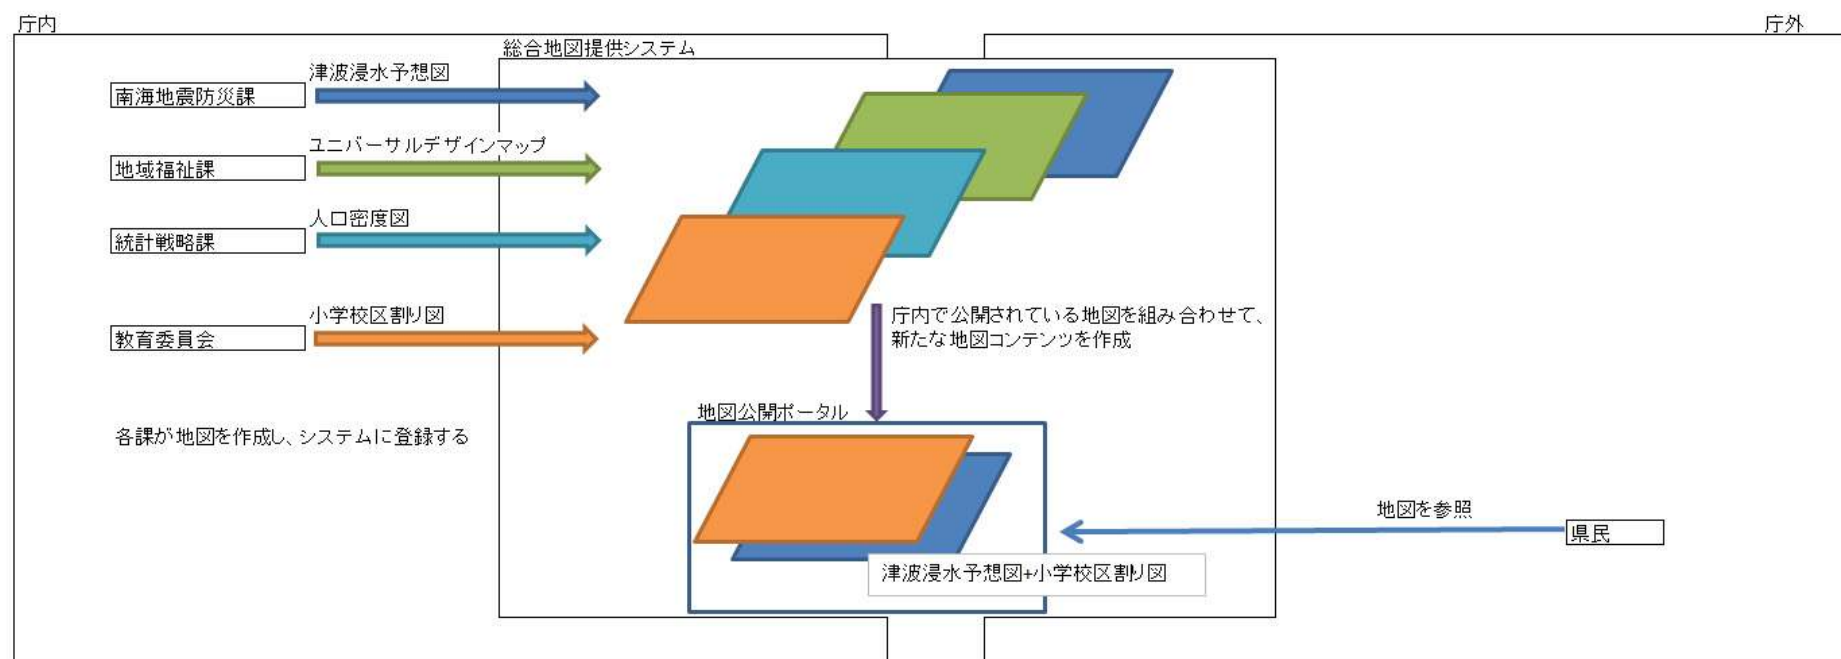 庁内
庁外
総合地図提供システム
津波浸水予想図
南海地震防災課
ユニバーサルデザインマップ
地域福祉課
人口密度図
統計戦略課
小学校区割り図
教育委員会
庁内で公開されている地図を組み合わせて、
新たな地図コンテンツを作成
地図公開ポータル
各課が地図を作成し、システムに登録する
地図を参照
県民
津波浸水予想図+小学校区割り図